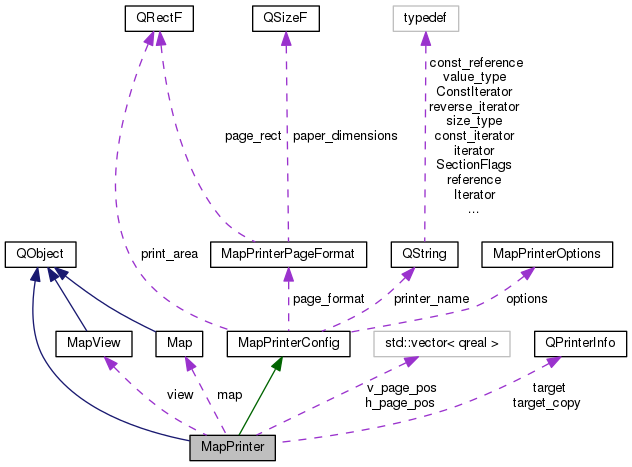 QRectF
QSizeF
typedef
const_reference
value_type
ConstIterator
reverse_iterator
size_type
const_iterator
iterator
SectionFlags
reference
Iterator
...
page_rect
paper_dimensions
print_area
QObject
MapPrinterPageFormat
QString
MapPrinterOptions
page_format
printer_name
options
MapView
Map
MapPrinterConfig
std::vector< qreal >
QPrinterInfo
view
map
v_page_pos
h_page_pos
target
target_copy
MapPrinter